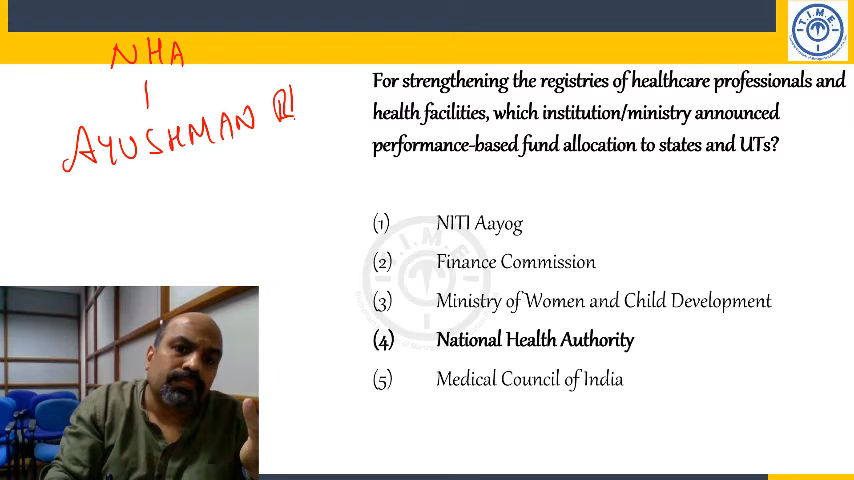 T.I.M.E.
NHA
AYUSHMAN
For strengthening the registries of healthcare professionals and
health facilities, which institution/ministry announced
performance-based fund allocation to states and UTs?
(1) NITI Aayog
(2) Finance Commission
(3) Ministry of Women and Child Development
(4) National Health Authority
(5) Medical Council of India
T.I.M.E.